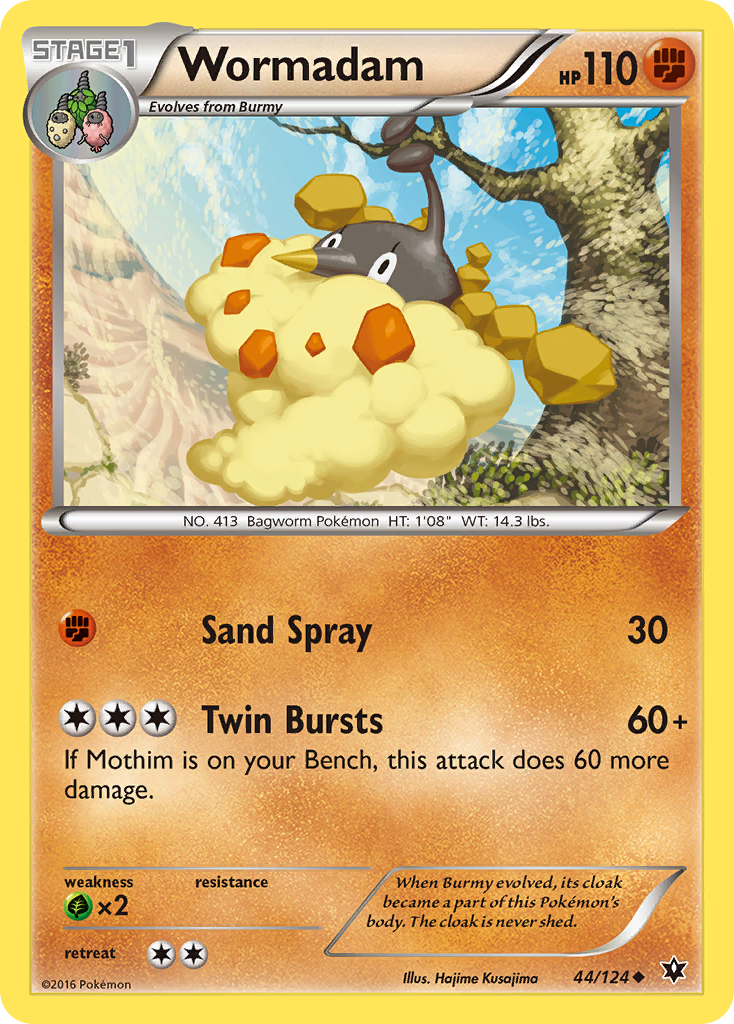 STAGE1
Wormadam
HP110
Evolves from Burmy
NO. 413 Bagworm Pokémon HT: 1'08" WT: 14.3 lbs.
Sand Spray 30
Twin Bursts 60+
If Mothim is on your Bench, this attack does 60 more
damage.
weakness
resistance
×2
retreat
When Burmy evolved, its cloak
became a part of this Pokémon's
body. The cloak is never shed.
©2016 Pokémon
Illus. Hajime Kusajima
44/124